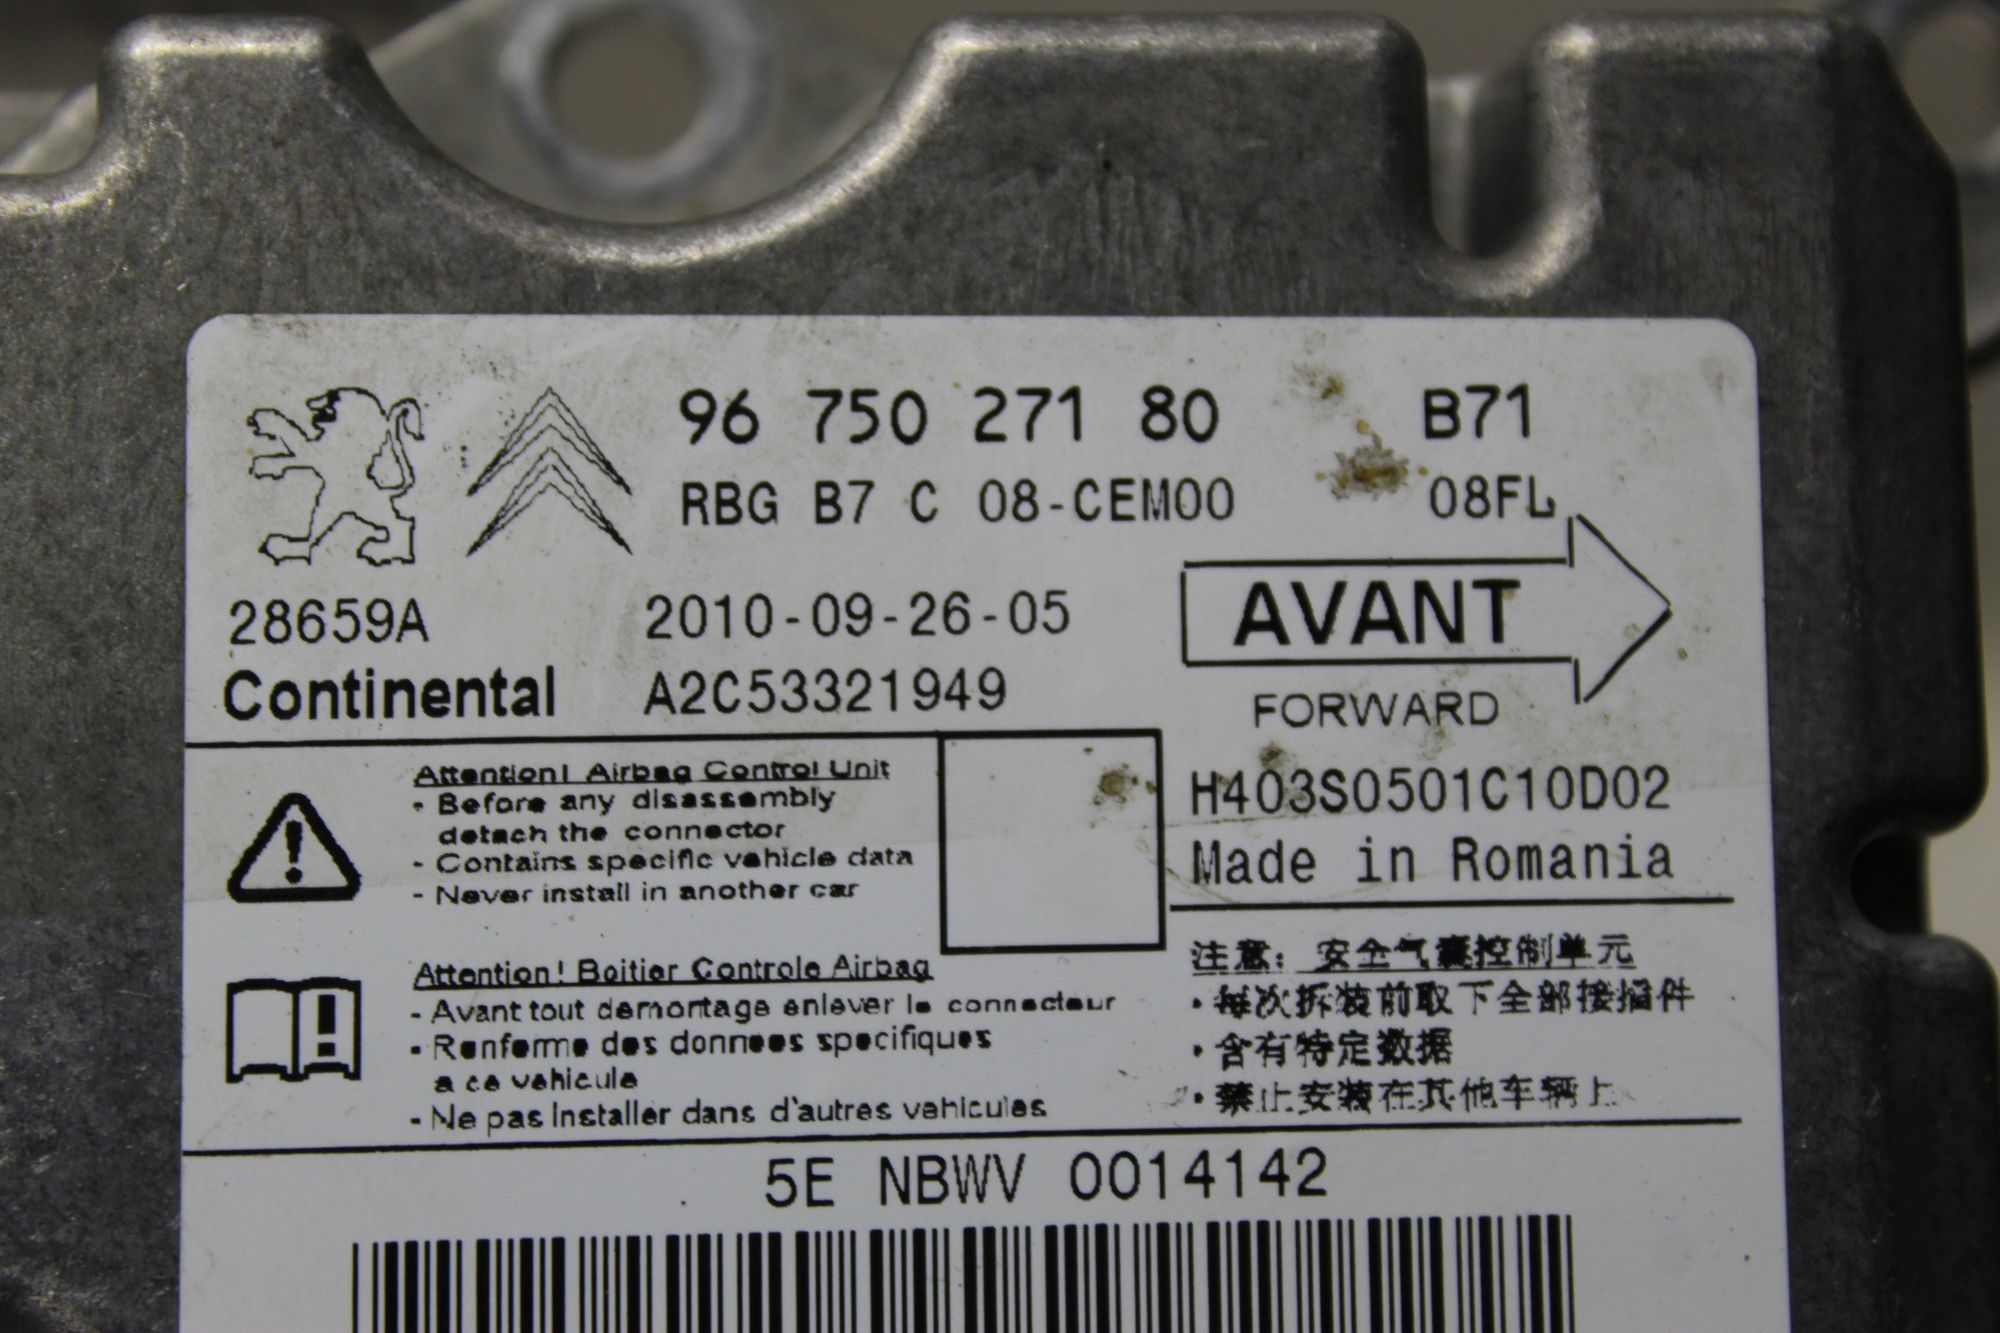 96 750 271 80 B71
RBG B7 C 08-CEM00 08FL
28659A 2010-09-26-05 AVANT
Continental A2C53321949 FORWARD
Attention! Airbag Control Unit
- Before any disassembly
detach the connector
- Contains specific vehicle data
- Never install in another car
H403S0501C10D02
Made in Romania
Attention! Boitier Controle Airbag
- Avant tout demontage enlever le connecteur
- Renferme des donnees specifiques
a ce vehicule
- Ne pas installer dans d'autres vehicules
注意: 安全气囊控制单元
· 每次拆装前取下全部接插件
· 含有特定数据
· 禁止安装在其他车辆上
5E NBWV 0014142